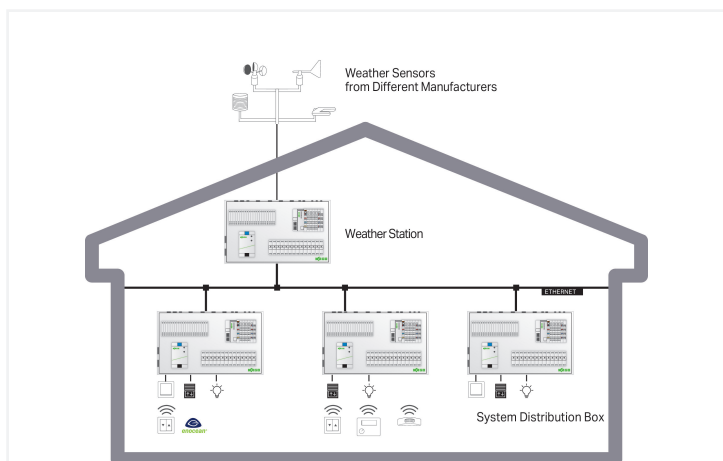 Weather Sensors
from Different Manufacturers
Weather Station
ETHERNET
System Distribution Box
enocean